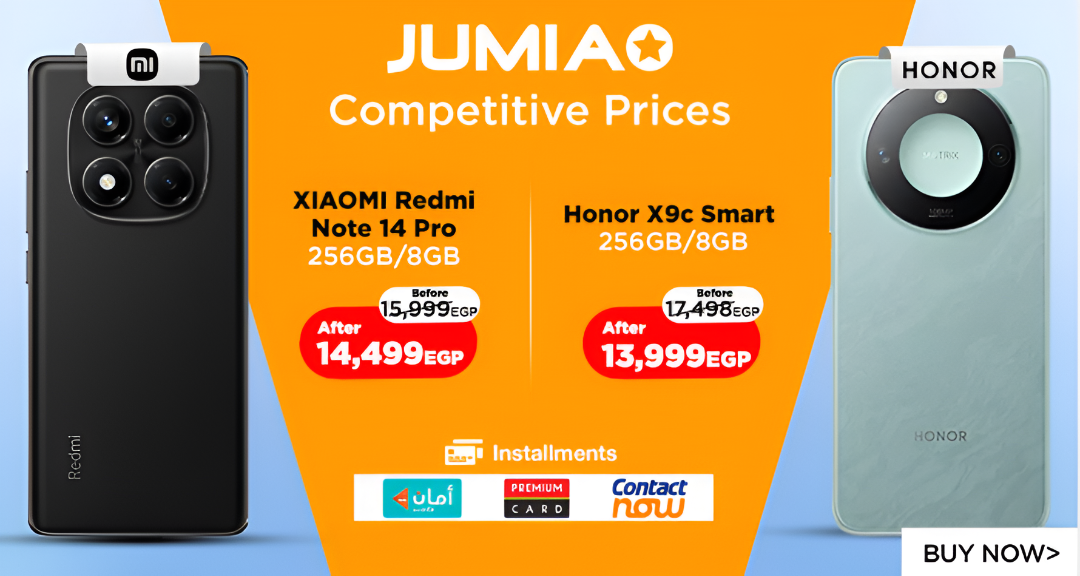 JUMIA
Competitive Prices
mi
HONOR
XIAOMI Redmi
Note 14 Pro
256GB/8GB
Before
15,999EGP
After
14,499EGP
Honor X9c Smart
256GB/8GB
Before
17,498EGP
After
13,999EGP
Redmi
HONOR
Installments
أمان
PREMIUM
CARD
Contact
now
BUY NOW>